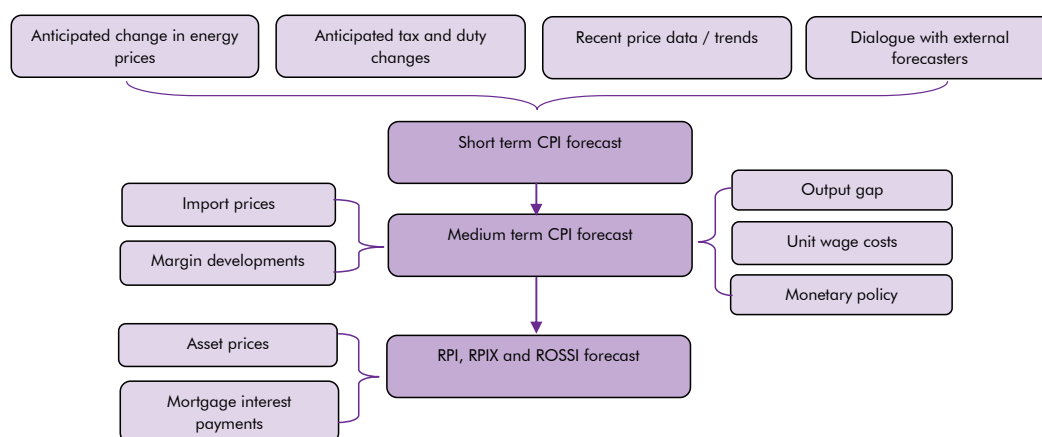 Anticipated change in energy
prices
Anticipated tax and duty
changes
Recent price data / trends
Dialogue with external
forecasters
Short term CPI forecast
Import prices
Margin developments
Medium term CPI forecast
Output gap
Unit wage costs
Monetary policy
Asset prices
Mortgage interest
payments
RPI, RPIX and ROSSI forecast